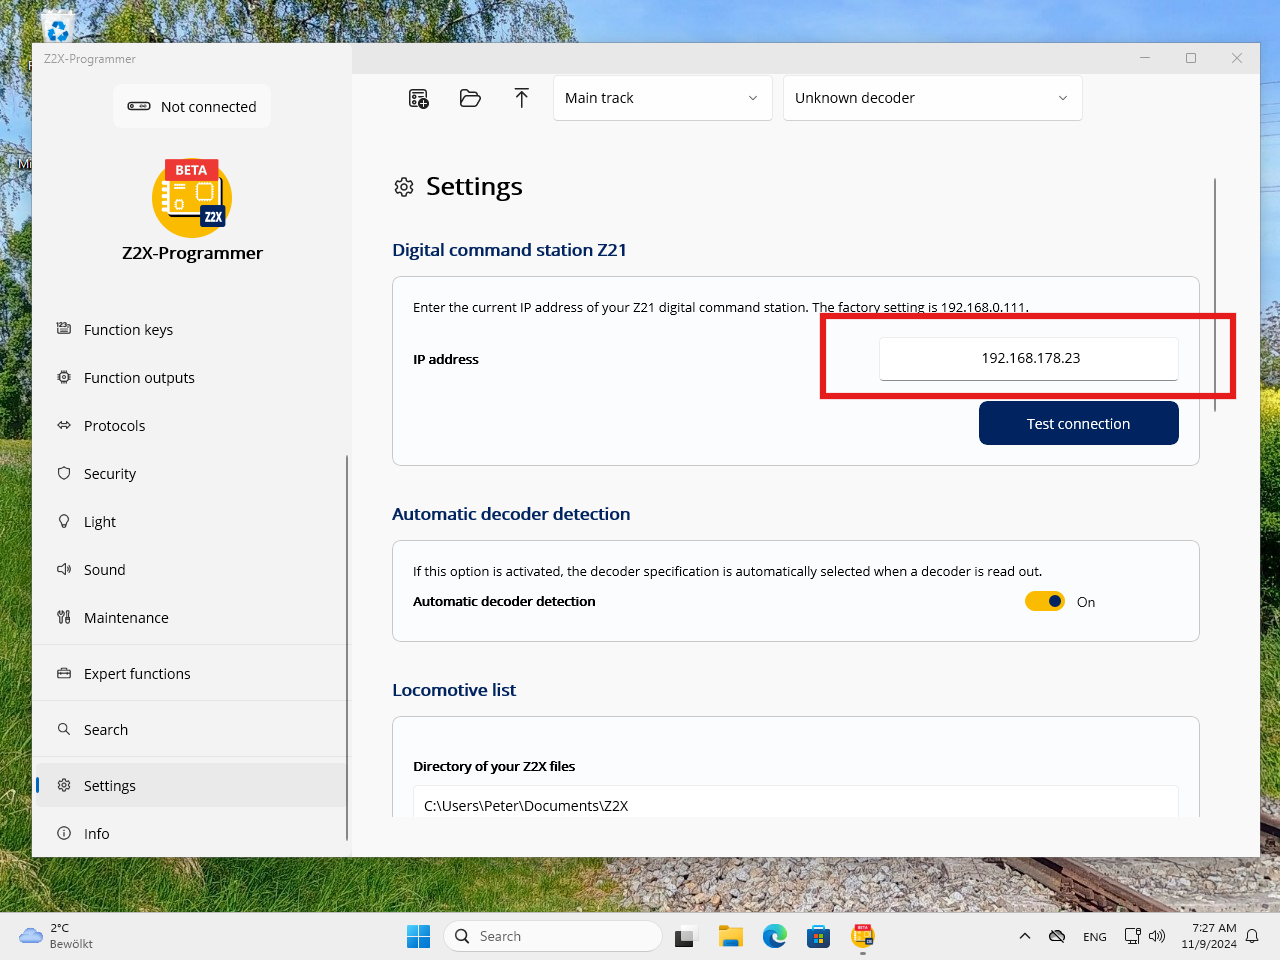 Z2X-Programmer
Not connected
Main track
Unknown decoder
BETA
Z2X
Z2X-Programmer
Function keys
Function outputs
Protocols
Security
Light
Sound
Maintenance
Expert functions
Search
Settings
Info
Settings
Digital command station Z21
Enter the current IP address of your Z21 digital command station. The factory setting is 192.168.0.111.
IP address
192.168.178.23
Test connection
Automatic decoder detection
If this option is activated, the decoder specification is automatically selected when a decoder is read out.
Automatic decoder detection
On
Locomotive list
Directory of your Z2X files
C:\Users\Peter\Documents\Z2X
2°C
Bewölkt
Search
BETA
ENG
7:27 AM
11/9/2024